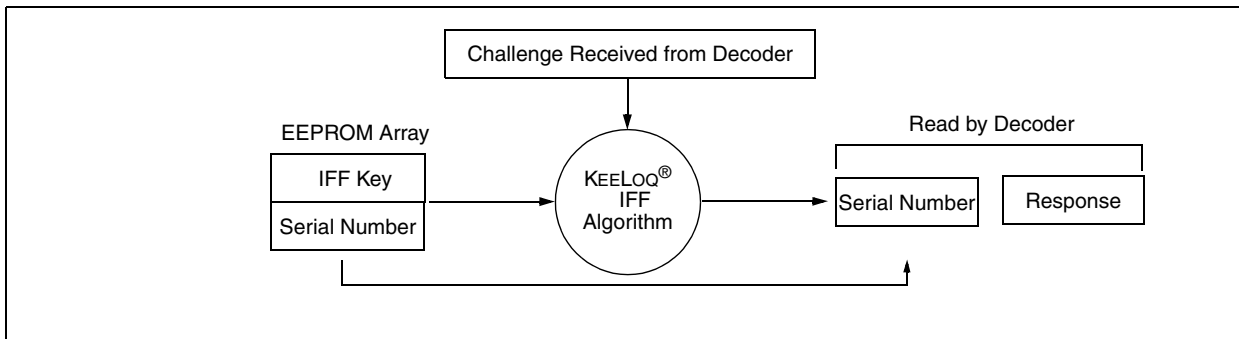 Challenge Received from Decoder
EEPROM Array
IFF Key
Serial Number
KEELOQ®
IFF
Algorithm
Read by Decoder
Serial Number
Response